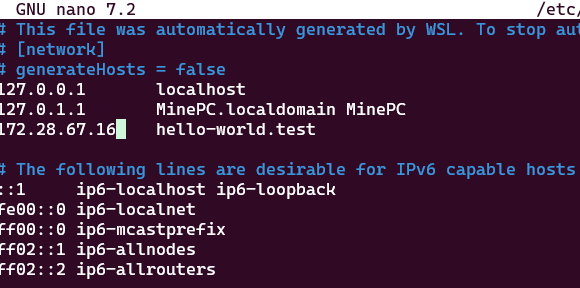 GNU nano 7.2 /etc/
# This file was automatically generated by WSL. To stop aut
# [network]
# generateHosts = false
127.0.0.1 localhost
127.0.1.1 MinePC.localdomain MinePC
172.28.67.16 hello-world.test
# The following lines are desirable for IPv6 capable hosts
::1 ip6-localhost ip6-loopback
fe00::0 ip6-localnet
ff00::0 ip6-mcastprefix
ff02::1 ip6-allnodes
ff02::2 ip6-allrouters